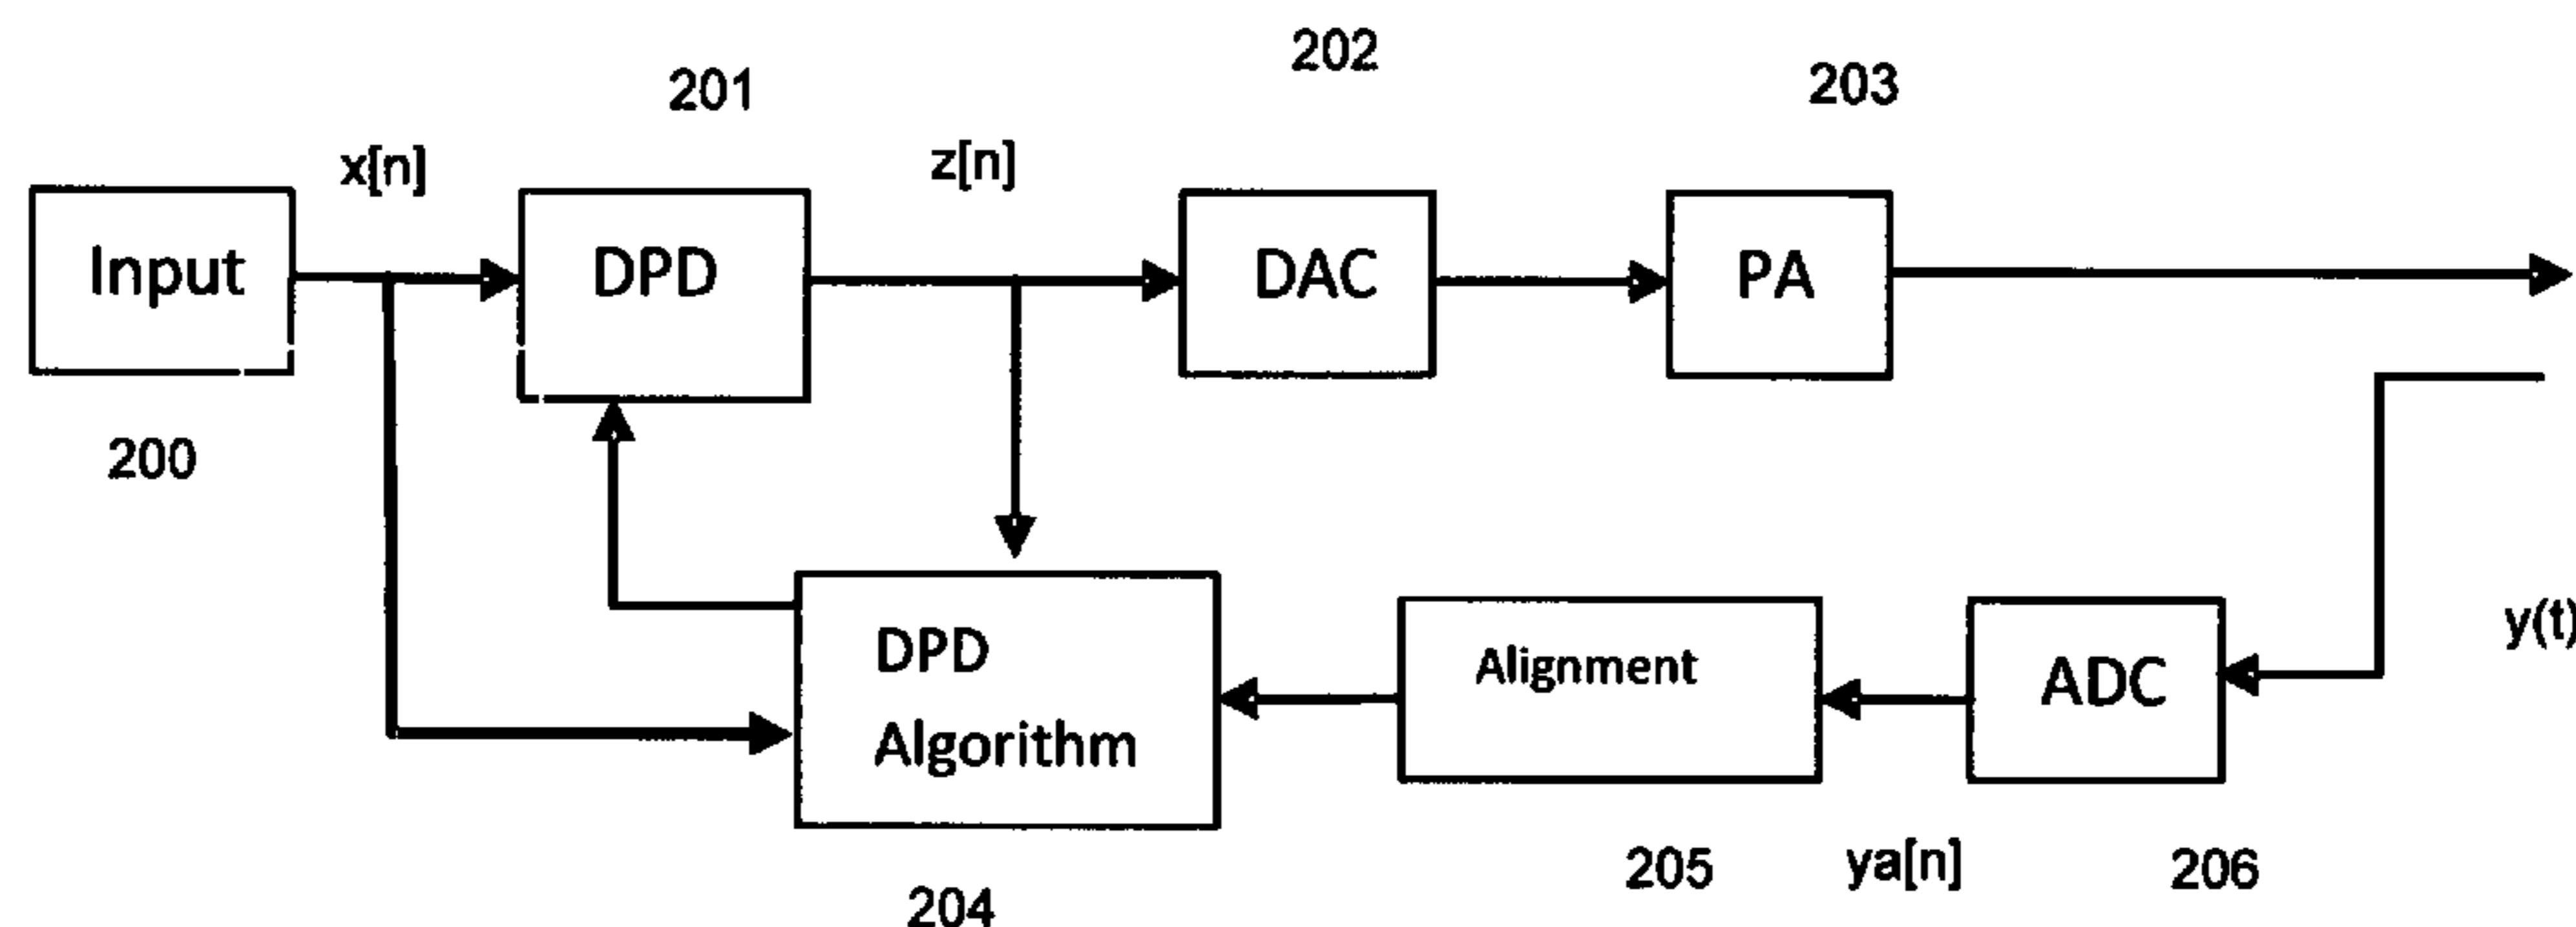 202
201
203
x[n]
z[n]
Input
DPD
DAC
PA
200
DPD
Algorithm
Alignment
ADC
y(t)
205
ya[n]
206
204